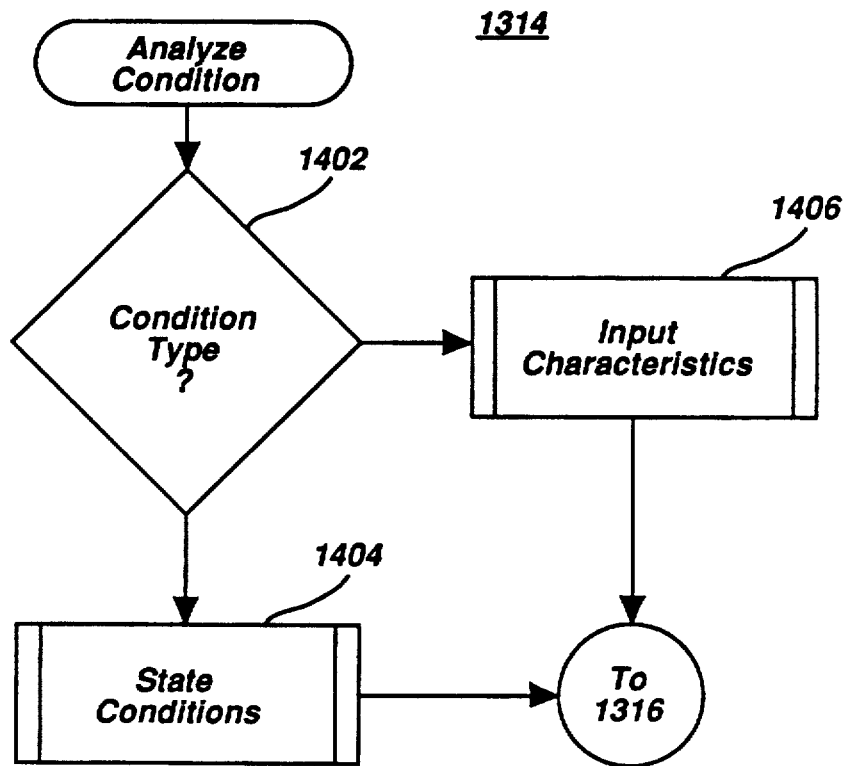 1314
Analyze
Condition
1402
Condition
Type
?
1406
Input
Characteristics
1404
State
Conditions
To
1316